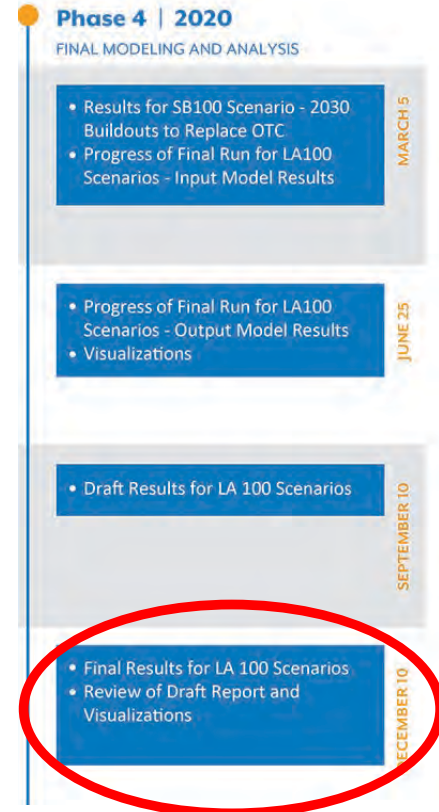 Phase 4 | 2020
FINAL MODELING AND ANALYSIS
• Results for SB100 Scenario - 2030
Buildouts to Replace OTC
• Progress of Final Run for LA100
Scenarios - Input Model Results
MARCH 5
• Progress of Final Run for LA100
Scenarios - Output Model Results
• Visualizations
JUNE 25
• Draft Results for LA 100 Scenarios
SEPTEMBER 10
• Final Results for LA 100 Scenarios
• Review of Draft Report and
Visualizations
DECEMBER 10